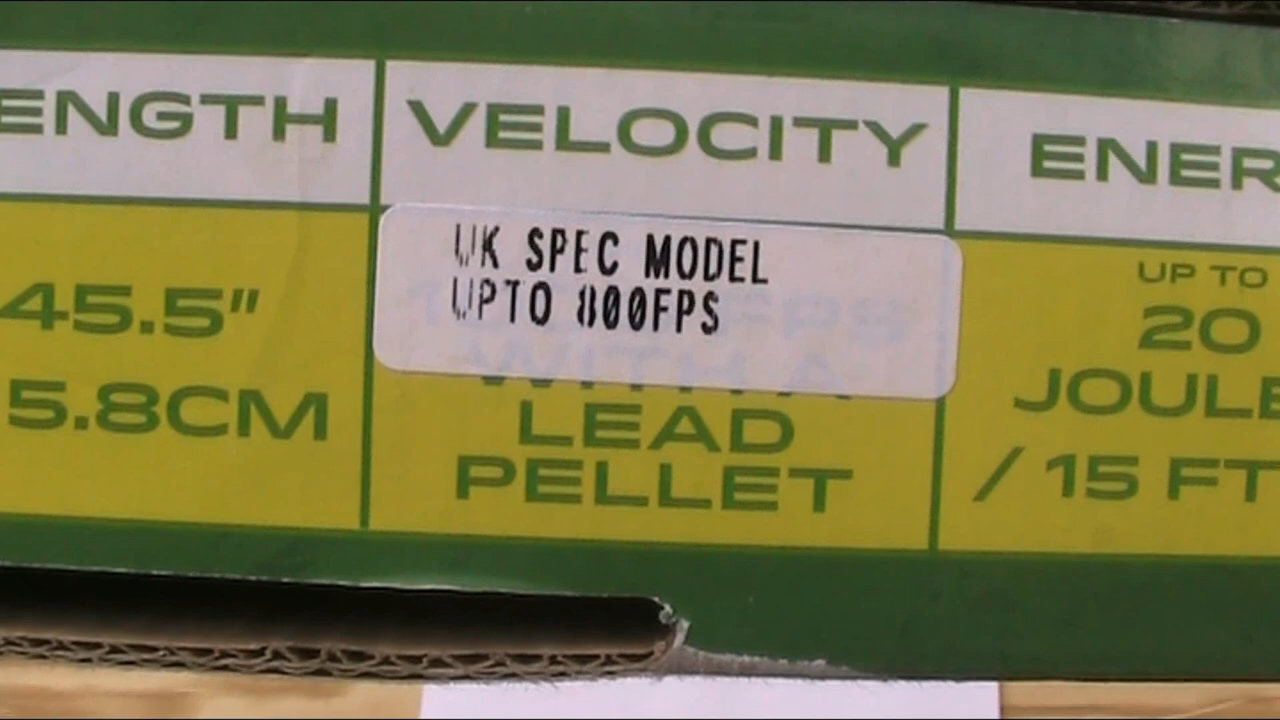 ENGTH
VELOCITY
ENER
UK SPEC MODEL
UPTO 800FPS
WITH A
LEAD
PELLET
45.5"
5.8CM
UP TO
20
JOULE
/ 15 FT